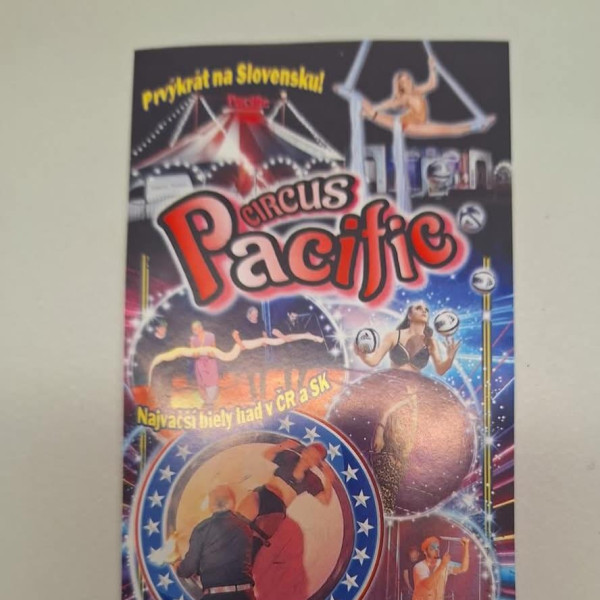 Prvýkrát na Slovensku!
CIRCUS
Pacific
Najväčší biely had v ČR a SK